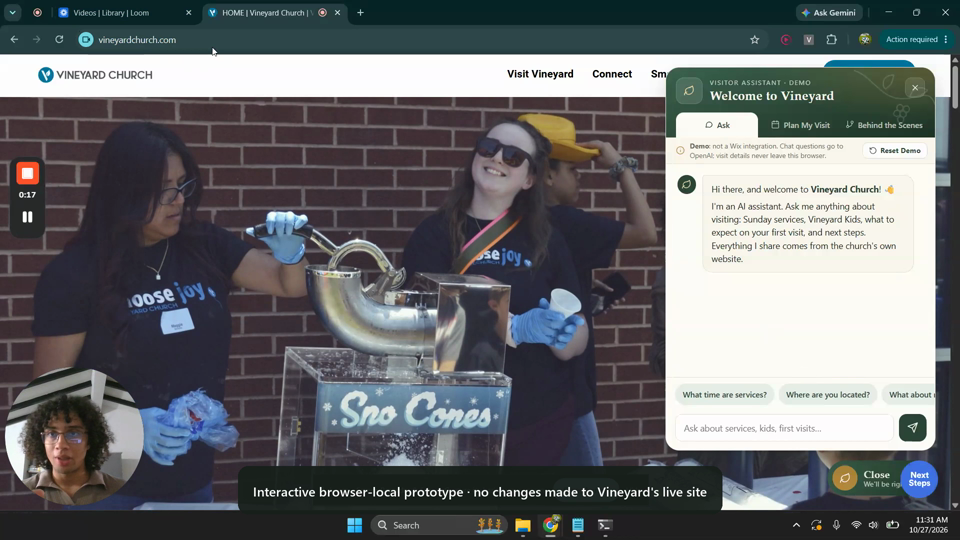 Videos | Library | Loom
HOME | Vineyard Church |
Ask Gemini
vineyardchurch.com
V
Action required
VINEYARD CHURCH
Visit Vineyard
Connect
VISITOR ASSISTANT · DEMO
Welcome to Vineyard
Ask
Plan My Visit
Behind the Scenes
Demo: not a Wix integration. Chat questions go to
OpenAI; visit details never leave this browser.
Reset Demo
Hi there, and welcome to Vineyard Church! 👋
I'm an AI assistant. Ask me anything about
visiting: Sunday services, Vineyard Kids, what to
expect on your first visit, and next steps.
Everything I share comes from the church's own
website.
0:17
What time are services?
Where are you located?
What about
Ask about services, kids, first visits...
Sno Cones
Close
We'll be
Next
Steps
Interactive browser-local prototype · no changes made to Vineyard's live site
Search
11:31 AM
10/27/2026